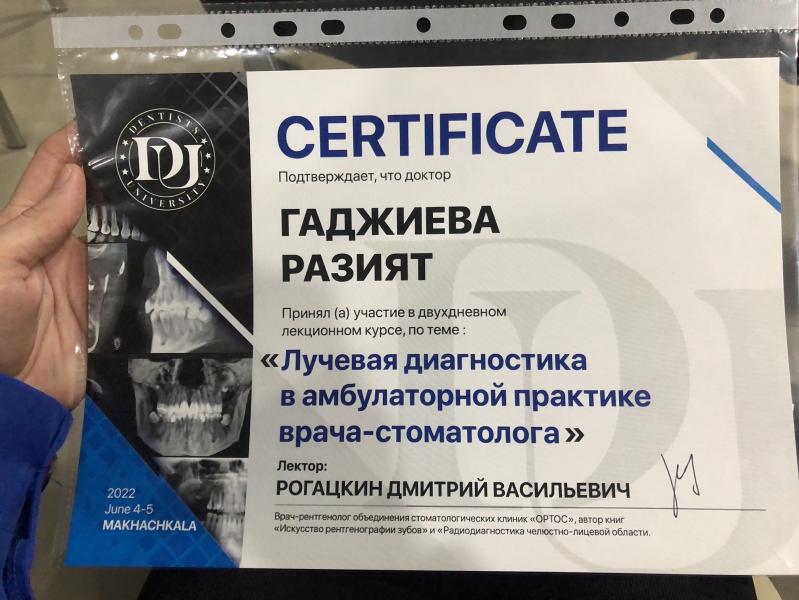 DENTISTS
DU
UNIVERSITY
CERTIFICATE
Подтверждает, что доктор
ГАДЖИЕВА
РАЗИЯТ
Принял (а) участие в двухдневном
лекционном курсе, по теме :
«Лучевая диагностика
в амбулаторной практике
врача-стоматолога»
Лектор:
РОГАЦКИН ДМИТРИЙ ВАСИЛЬЕВИЧ
Врач-рентгенолог объединения стоматологических клиник «ОРТОС», автор книг
«Искусство рентгенографии зубов» и «Радиодиагностика челюстно-лицевой области.
2022
June 4-5
MAKHACHKALA